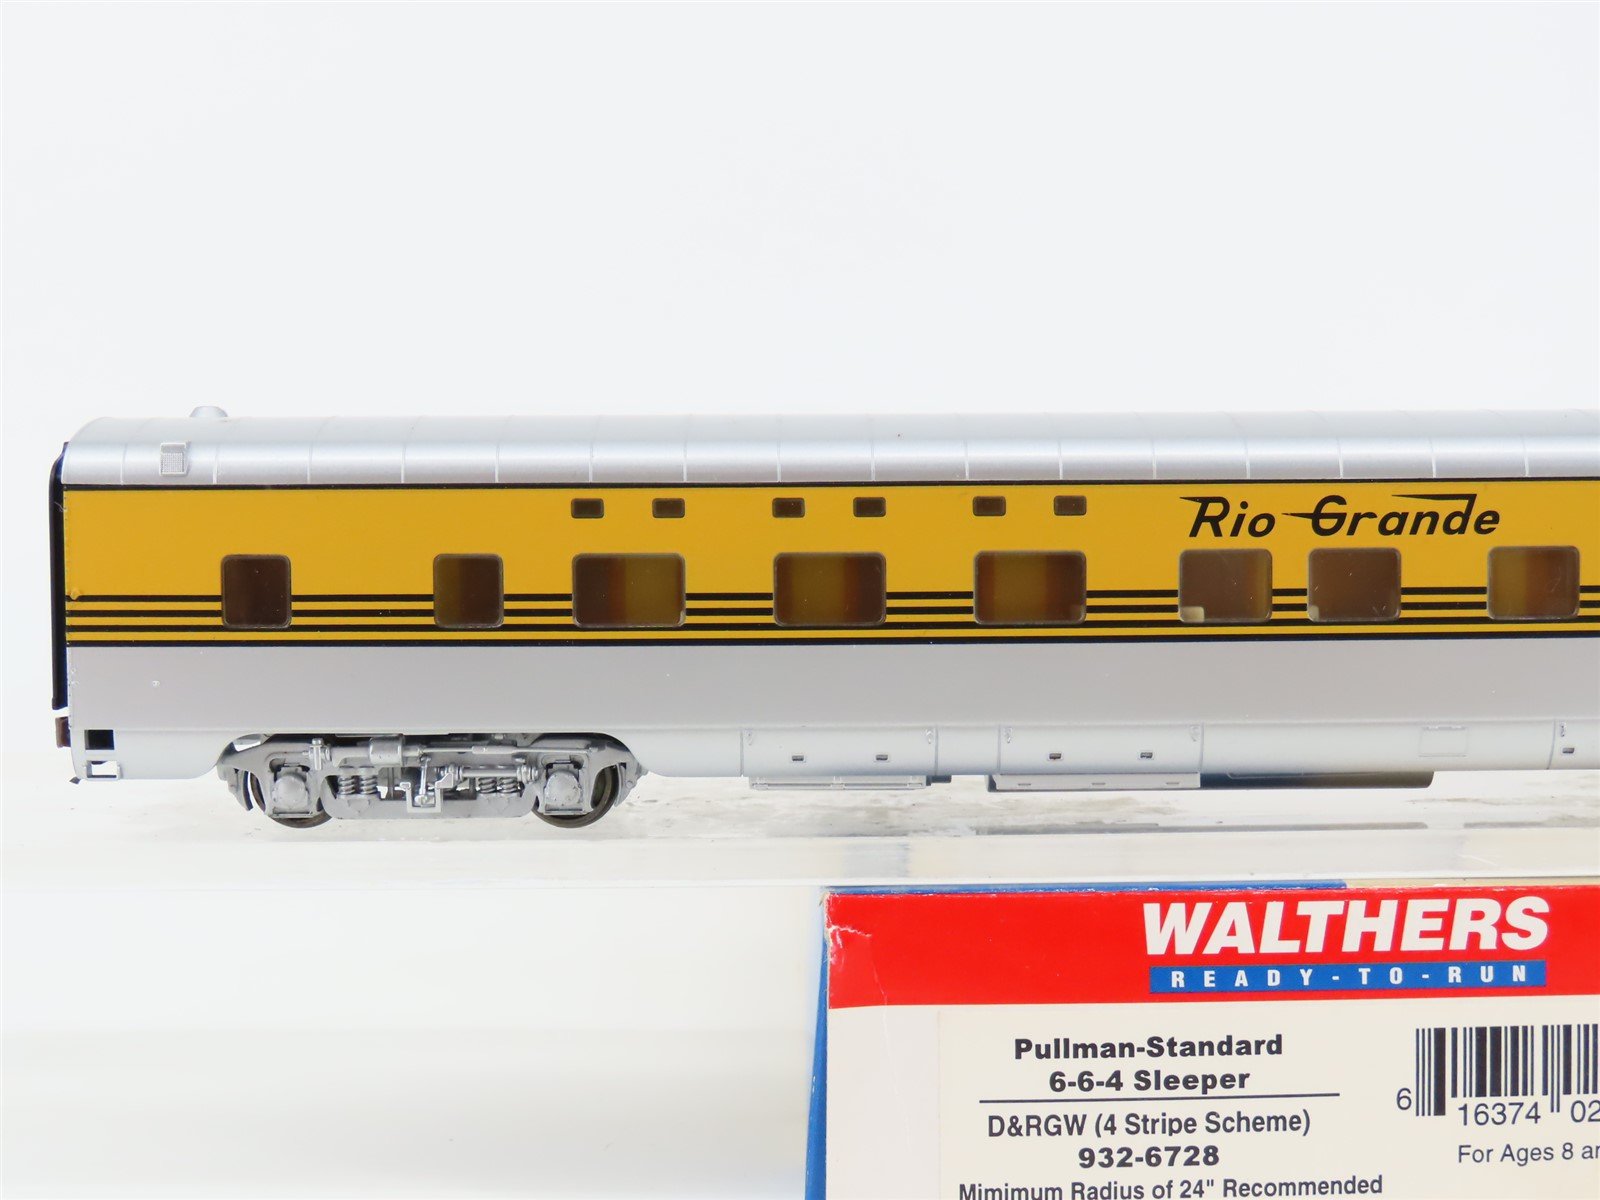 Rio Grande
WALTHERS
READY-TO-RUN
Pullman-Standard
6-6-4 Sleeper
D&RGW (4 Stripe Scheme)
932-6728
Mimimum Radius of 24" Recommended
6 16374 02
For Ages 8 an